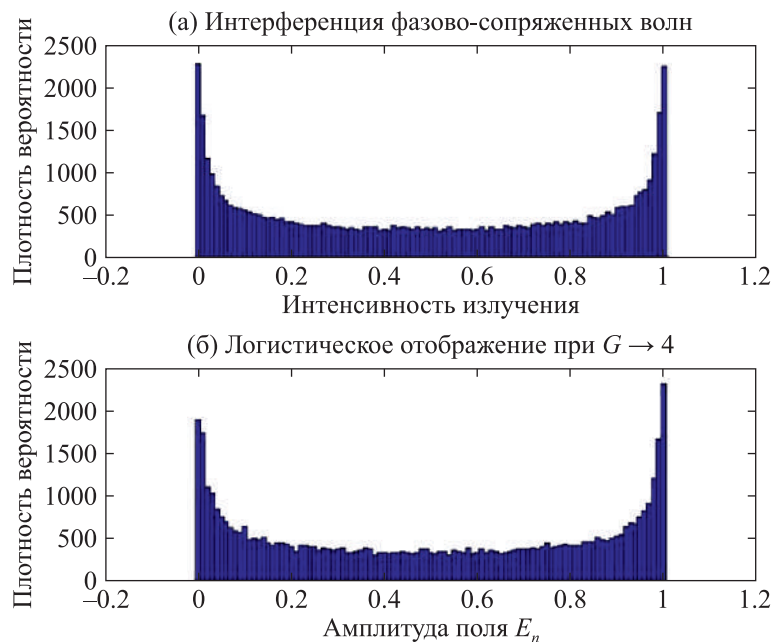 (а) Интерференция фазово-сопряженных волн
Плотность вероятности
2500
2000
1500
1000
500
0
–0.2 0 0.2 0.4 0.6 0.8 1 1.2
Интенсивность излучения
(б) Логистическое отображение при G → 4
Плотность вероятности
2500
2000
1500
1000
500
0
–0.2 0 0.2 0.4 0.6 0.8 1 1.2
Амплитуда поля Eₙ